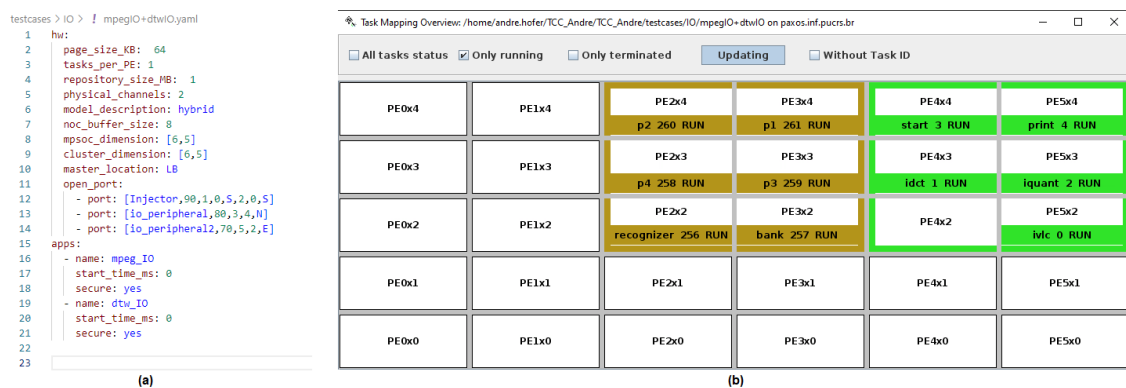 testcases > IO > ! mpegIO+dtwIO.yaml
1 hw:
2 page_size_KB: 64
3 tasks_per_PE: 1
4 repository_size_MB: 1
5 physical_channels: 2
6 model_description: hybrid
7 noc_buffer_size: 8
8 mpsoc_dimension: [6,5]
9 cluster_dimension: [6,5]
10 master_location: LB
11 open_port:
12 - port: [Injector,90,1,0,S,2,0,S]
13 - port: [io_peripheral,80,3,4,N]
14 - port: [io_peripheral2,70,5,2,E]
15 apps:
16 - name: mpeg_IO
17 start_time_ms: 0
18 secure: yes
19 - name: dtw_IO
20 start_time_ms: 0
21 secure: yes
22
23
(a)
Task Mapping Overview: /home/andre.hofer/TCC_Andre/TCC_Andre/testcases/IO/mpegIO+dtwIO on paxos.inf.pucrs.br
All tasks status Only running Only terminated Updating Without Task ID
PE0x4 PE1x4 PE2x4 PE3x4 PE4x4 PE5x4
p2 260 RUN p1 261 RUN start 3 RUN print 4 RUN
PE0x3 PE1x3 PE2x3 PE3x3 PE4x3 PE5x3
p4 258 RUN p3 259 RUN idct 1 RUN iquant 2 RUN
PE0x2 PE1x2 PE2x2 PE3x2 PE4x2 PE5x2
recognizer 256 RUN bank 257 RUN ivlc 0 RUN
PE0x1 PE1x1 PE2x1 PE3x1 PE4x1 PE5x1
PE0x0 PE1x0 PE2x0 PE3x0 PE4x0 PE5x0
(b)